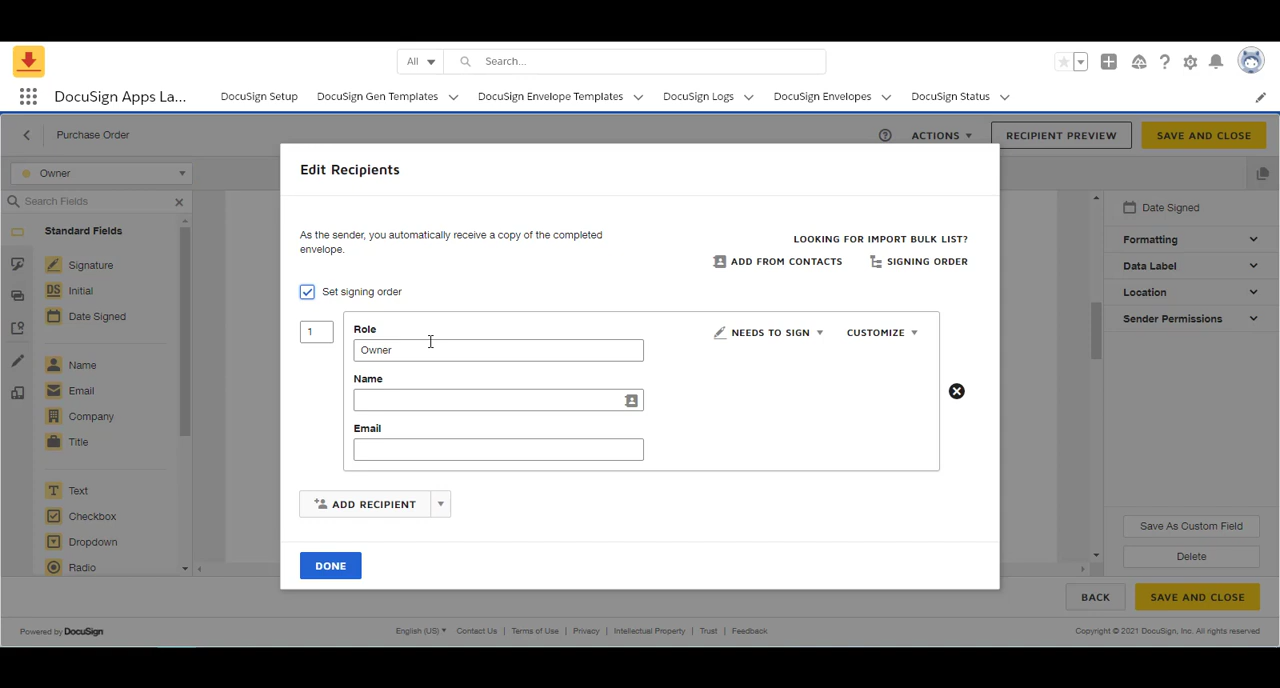 All
Search...
DocuSign Apps La...
DocuSign Setup
DocuSign Gen Templates
DocuSign Envelope Templates
DocuSign Logs
DocuSign Envelopes
DocuSign Status
Purchase Order
ACTIONS
RECIPIENT PREVIEW
SAVE AND CLOSE
Owner
Search Fields
Standard Fields
Signature
DS Initial
Date Signed
Name
Email
Company
Title
T Text
Checkbox
Dropdown
Radio
Edit Recipients
As the sender, you automatically receive a copy of the completed
envelope.
LOOKING FOR IMPORT BULK LIST?
ADD FROM CONTACTS
SIGNING ORDER
Set signing order
1
Role
Owner
NEEDS TO SIGN
CUSTOMIZE
Name
Email
ADD RECIPIENT
DONE
Date Signed
Formatting
Data Label
Location
Sender Permissions
Save As Custom Field
Delete
BACK
SAVE AND CLOSE
Powered by DocuSign
English (US) | Contact Us | Terms of Use | Privacy | Intellectual Property | Trust | Feedback
Copyright © 2021 DocuSign, Inc. All rights reserved